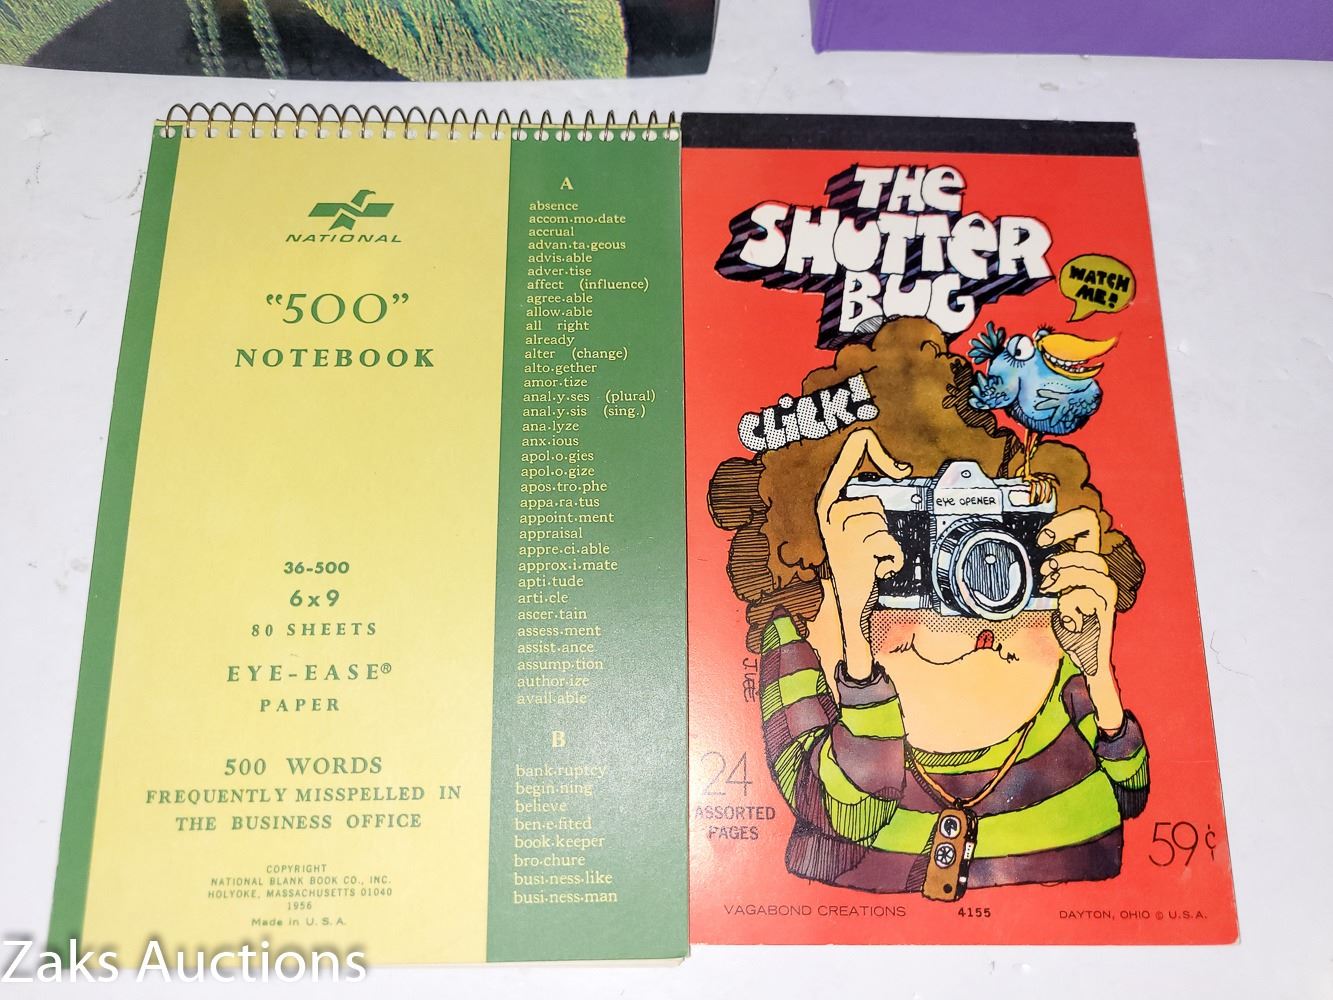 NATIONAL
"500"
NOTEBOOK
36-500
6 x 9
80 SHEETS
EYE-EASE®
PAPER
500 WORDS
FREQUENTLY MISSPELLED IN
THE BUSINESS OFFICE
COPYRIGHT
NATIONAL BLANK BOOK CO., INC.
HOLYOKE, MASSACHUSETTS 01040
1956
Made in U. S. A.
A
absence
accom·mo·date
accrual
advan·ta·geous
advis·able
adver·tise
affect (influence)
agree·able
allow·able
all right
already
alter (change)
alto·gether
amor·tize
anal·y·ses (plural)
anal·y·sis (sing.)
ana·lyze
anx·ious
apol·o·gies
apol·o·gize
apos·tro·phe
appa·ra·tus
appoint·ment
appraisal
appre·ci·able
approx·i·mate
apti·tude
arti·cle
ascer·tain
assess·ment
assist·ance
assump·tion
author·ize
avail·able
B
bank·ruptcy
begin·ning
believe
ben·e·fited
book·keeper
bro·chure
busi·ness·like
busi·ness·man
THE
SHUTTER
BUG
WATCH
ME!
CLICK!
EYE OPENER
J. LEE
24
ASSORTED
PAGES
59¢
VAGABOND CREATIONS 4155 DAYTON, OHIO © U.S.A.
Zaks Auctions